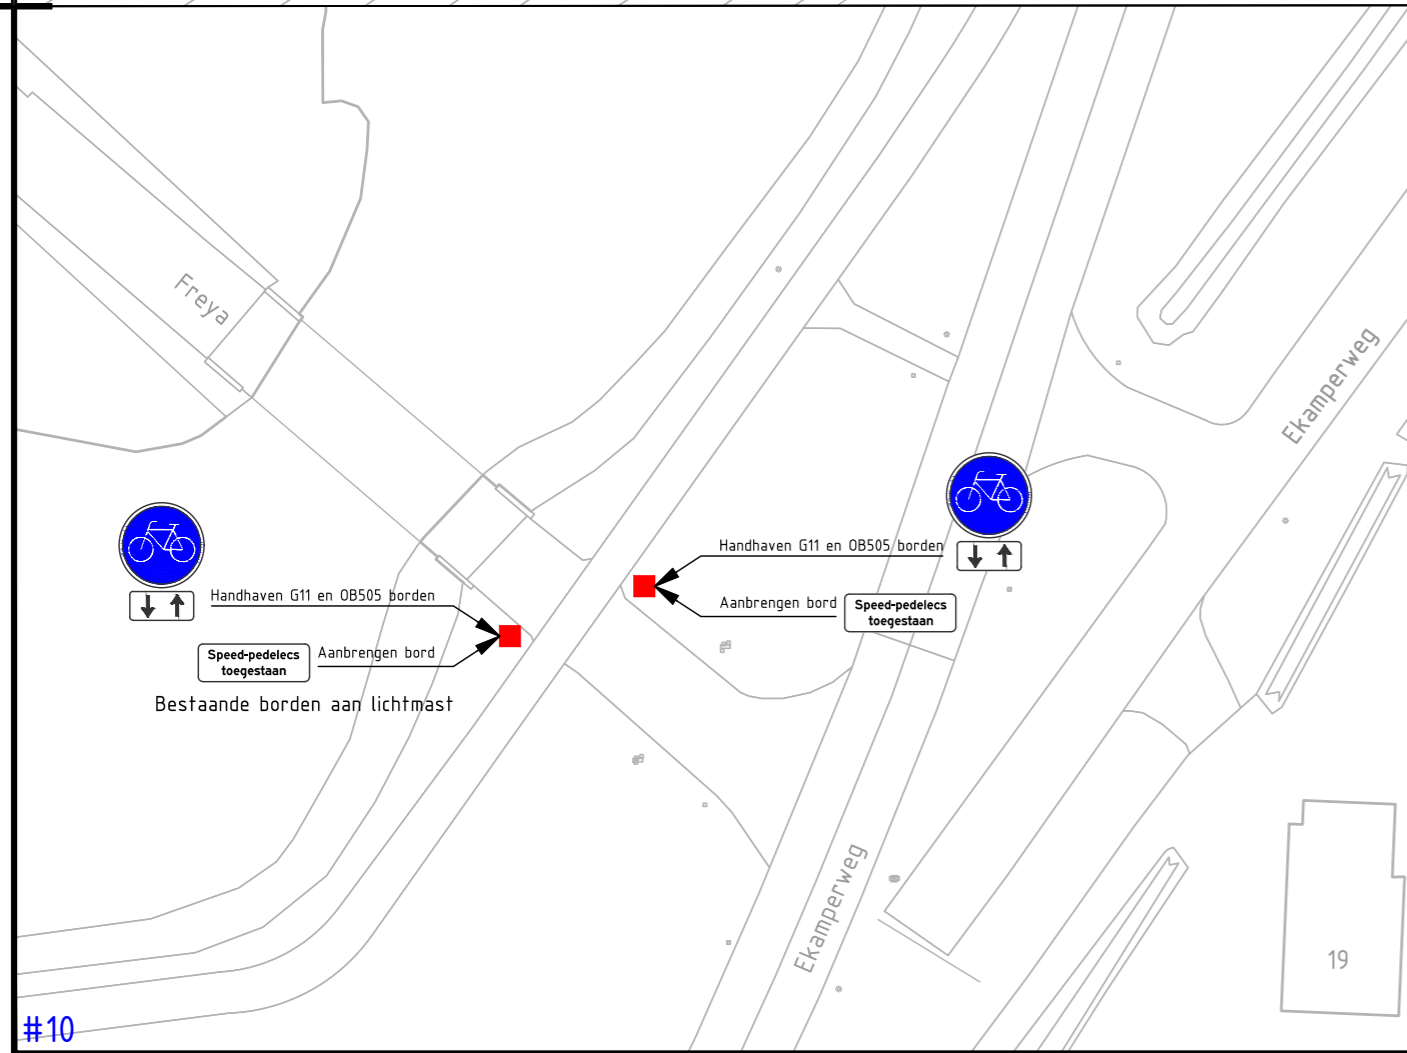 Freya
Ekamperweg
Handhaven G11 en OB505 borden
Aanbrengen bord
Speed-pedelecs
toegestaan
Handhaven G11 en OB505 borden
Speed-pedelecs
toegestaan
Aanbrengen bord
Bestaande borden aan lichtmast
Ekamperweg
19
#10